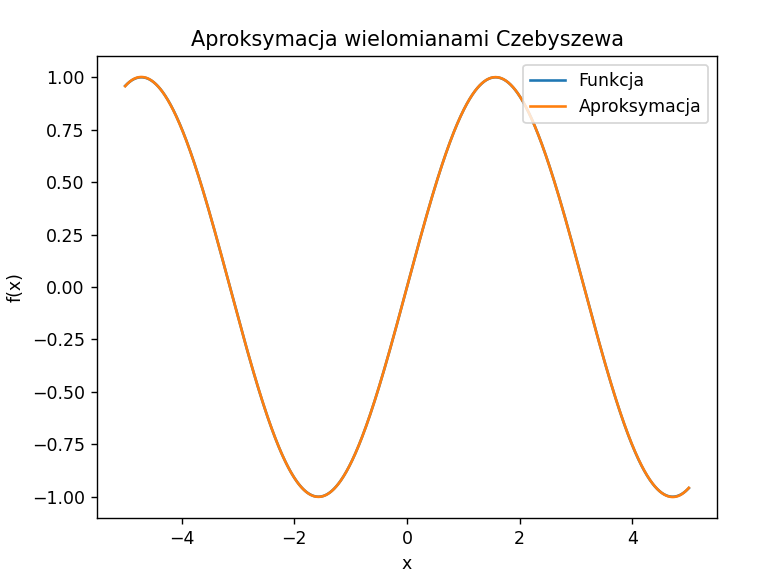 Aproksymacja wielomianami Czebyszewa
Funkcja
Aproksymacja
1.00
0.75
0.50
0.25
0.00
−0.25
−0.50
−0.75
−1.00
f(x)
−4
−2
0
2
4
x